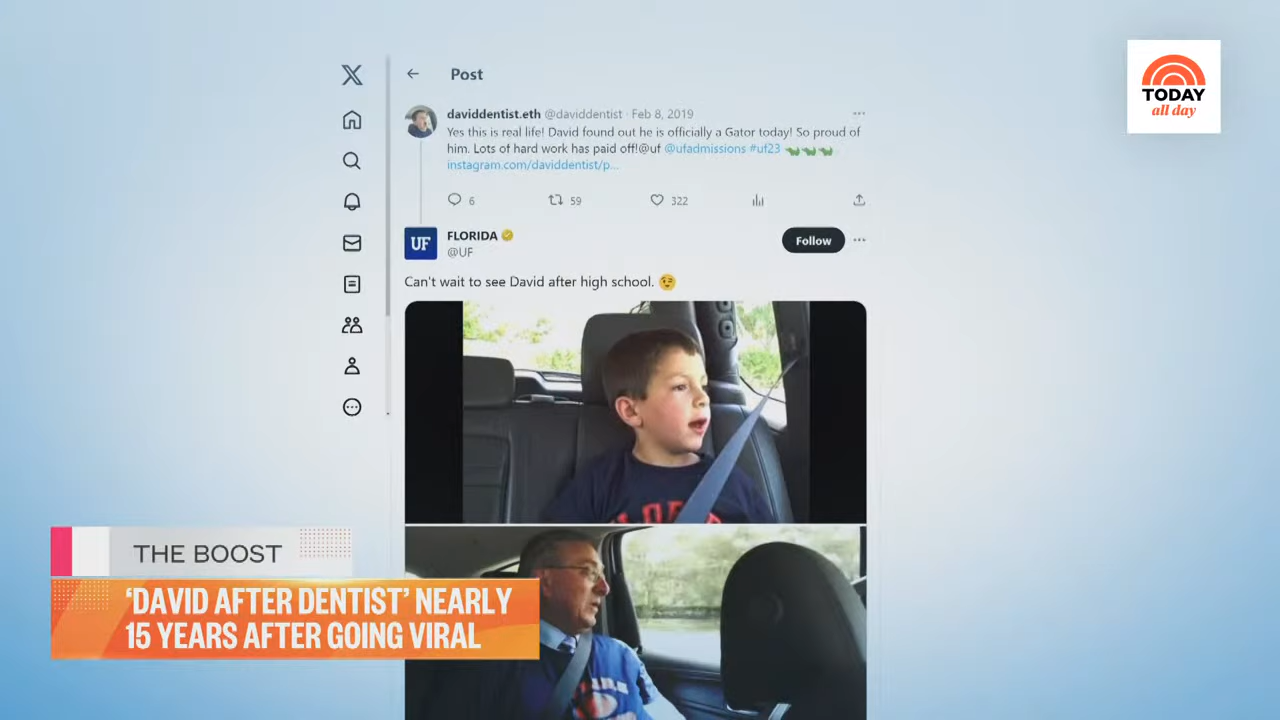 TODAY
all day
Post
daviddentist.eth @daviddentist · Feb 8, 2019
Yes this is real life! David found out he is officially a Gator today! So proud of
him. Lots of hard work has paid off!@uf @ufadmissions #uf23 🐊🐊🐊
instagram.com/daviddentist/p...
6 59 322
UF
FLORIDA
@UF
Follow
Can't wait to see David after high school. 😉
THE BOOST
‘DAVID AFTER DENTIST’ NEARLY
15 YEARS AFTER GOING VIRAL